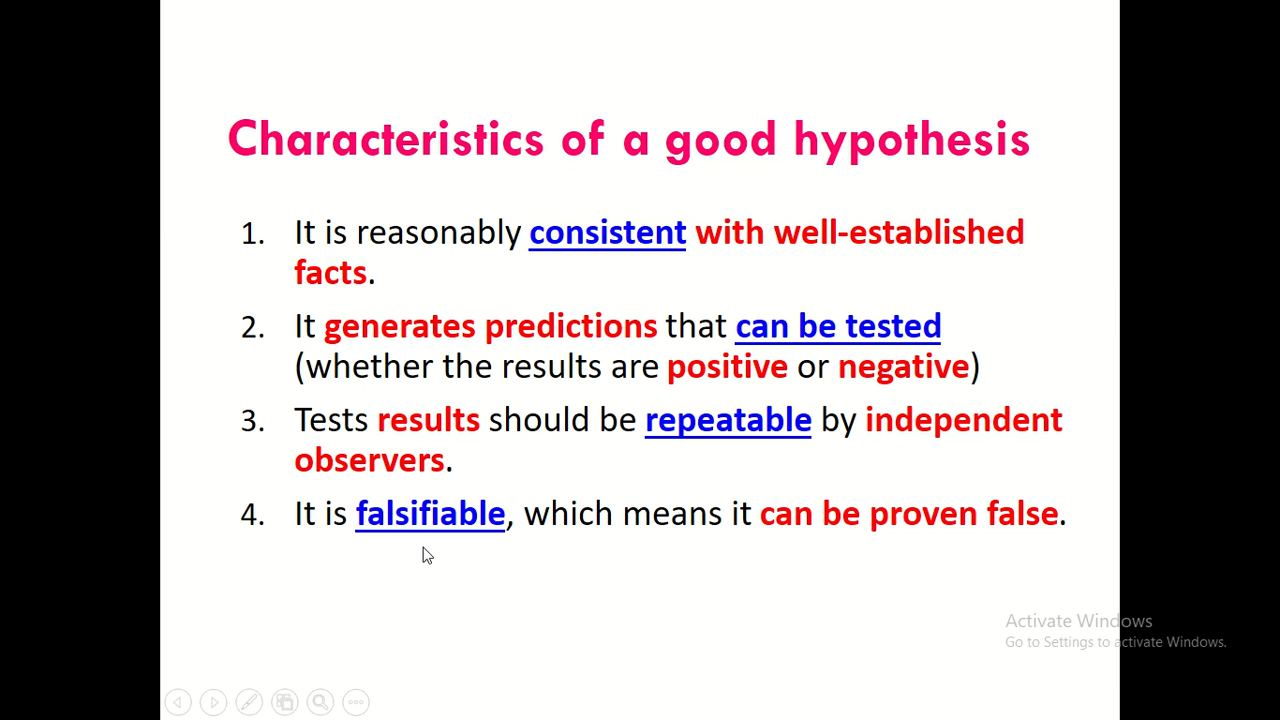 Characteristics of a good hypothesis
1. It is reasonably consistent with well-established
facts.
2. It generates predictions that can be tested
(whether the results are positive or negative)
3. Tests results should be repeatable by independent
observers.
4. It is falsifiable, which means it can be proven false.
Activate Windows
Go to Settings to activate Windows.